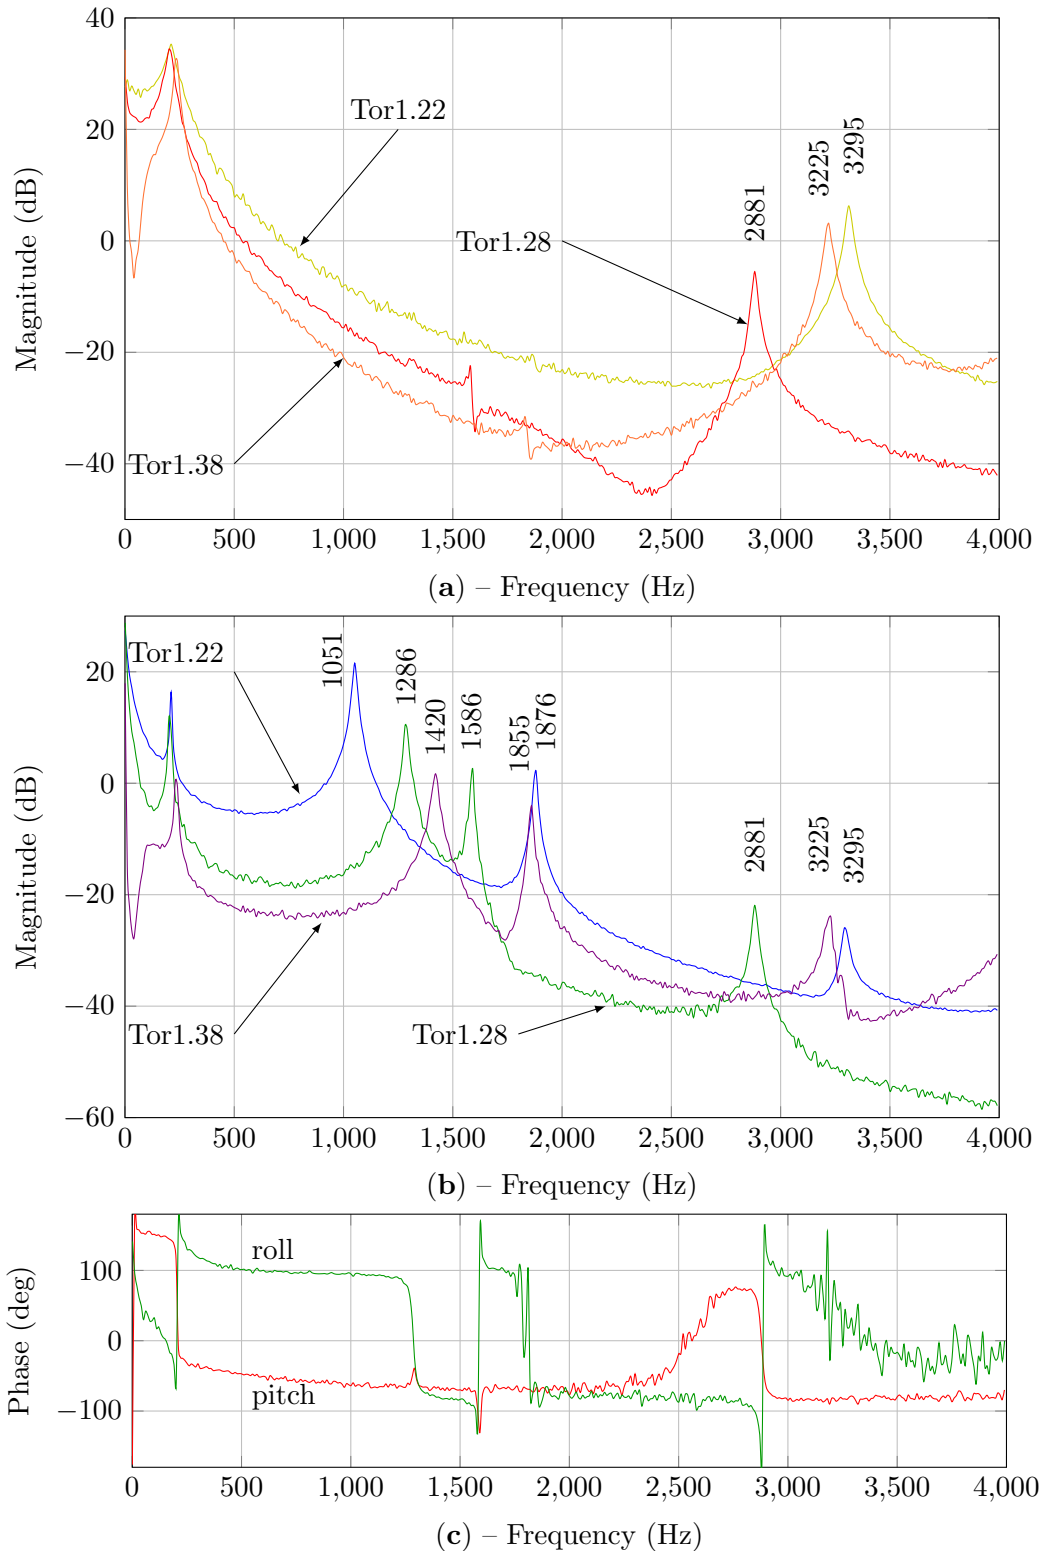 40
20
0
−20
−40
Magnitude (dB)
Tor1.22
Tor1.28
Tor1.38
2881
3225
3295
0 500 1,000 1,500 2,000 2,500 3,000 3,500 4,000
(a) – Frequency (Hz)
20
0
−20
−40
−60
Magnitude (dB)
Tor1.22
1051
1286
1420
1586
1855
1876
2881
3225
3295
Tor1.38
Tor1.28
0 500 1,000 1,500 2,000 2,500 3,000 3,500 4,000
(b) – Frequency (Hz)
100
0
−100
Phase (deg)
roll
pitch
0 500 1,000 1,500 2,000 2,500 3,000 3,500 4,000
(c) – Frequency (Hz)